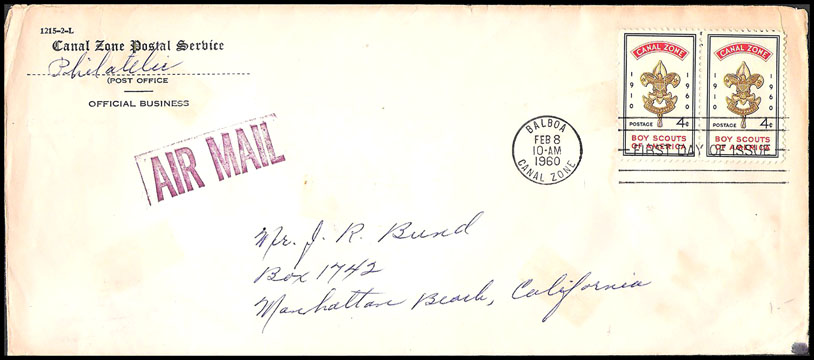 1215-2-L
Canal Zone Postal Service
Philatelic
(POST OFFICE
OFFICIAL BUSINESS
AIR MAIL
BALBOA
FEB 8
10-AM
1960
CANAL ZONE
CANAL ZONE
1910 1960
POSTAGE 4¢
BOY SCOUTS
OF AMERICA
CANAL ZONE
1910 1960
POSTAGE 4¢
BOY SCOUTS
OF AMERICA
FIRST DAY OF ISSUE
Mr. J. R. Bund
Box 1742
Manhattan Beach, California
1.-